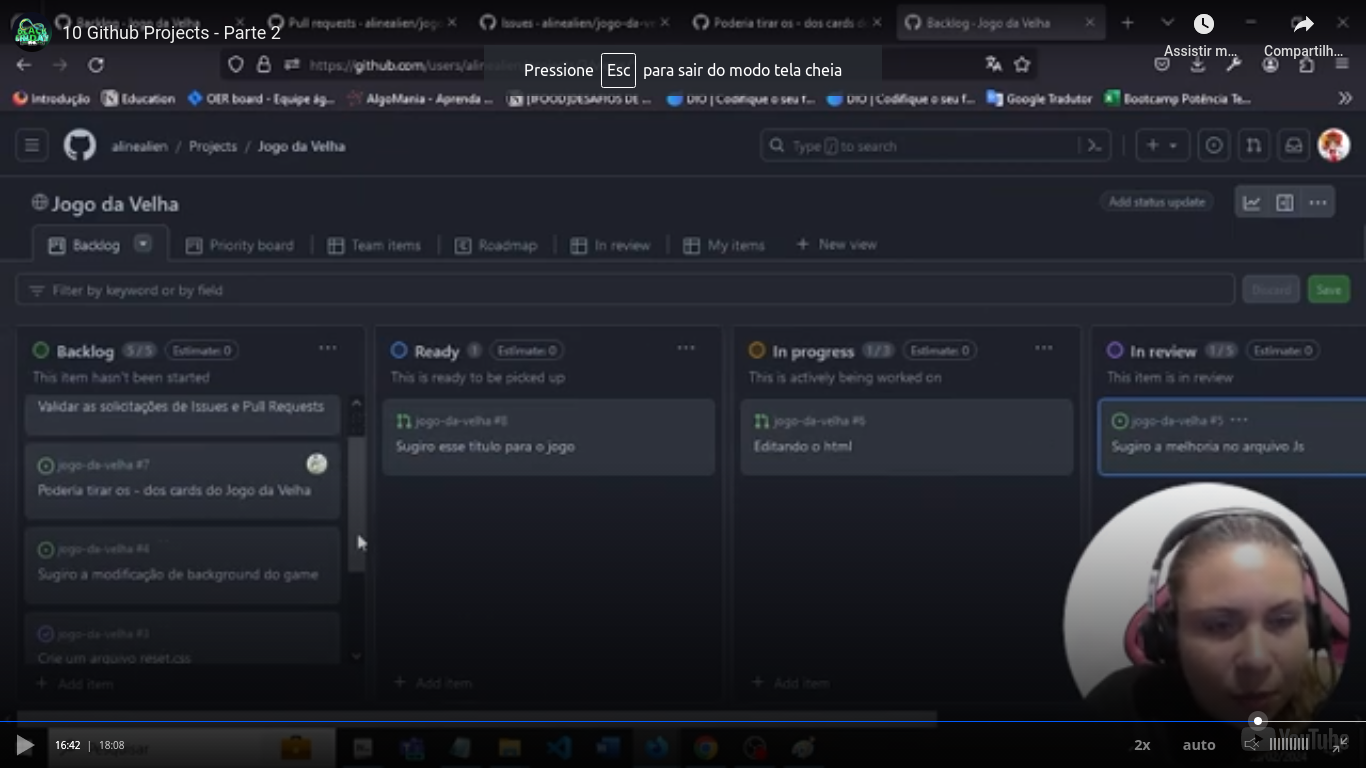 Backlog - Jogo da Velha
Pull requests - alinealien/jogo
Issues - alinealien/jogo-da-ve
Poderia tirar os - dos cards d
Backlog - Jogo da Velha
10 Github Projects - Parte 2
Assistir m...
Compartilh...
https://github.com/users/alin
Pressione Esc para sair do modo tela cheia
Introdução
Education
OER board - Equipe ág...
AlgoMania - Aprenda ...
[IFOOD]DESAFIOS DE ...
DIO | Codifique o seu f...
DIO | Codifique o seu f...
Google Tradutor
Bootcamp Potência Te...
alinealien / Projects / Jogo da Velha
Type / to search
Jogo da Velha
Add status update
Backlog
Priority board
Team items
Roadmap
In review
My items
+ New view
Filter by keyword or by field
Discard
Save
Backlog 5 / 5 Estimate: 0
This item hasn't been started
Validar as solicitações de Issues e Pull Requests
jogo-da-velha #7
Poderia tirar os - dos cards do Jogo da Velha
jogo-da-velha #4
Sugiro a modificação de background do game
jogo-da-velha #3
Crie um arquivo reset.css
+ Add item
Ready 1 Estimate: 0
This is ready to be picked up
jogo-da-velha #8
Sugiro esse título para o jogo
+ Add item
In progress 1 / 3 Estimate: 0
This is actively being worked on
jogo-da-velha #6
Editando o html
+ Add item
In review 1 / 5 Estimate: 0
This item is in review
jogo-da-velha #5
Sugiro a melhoria no arquivo Js
16:42 | 18:08
2x
auto
YouTube